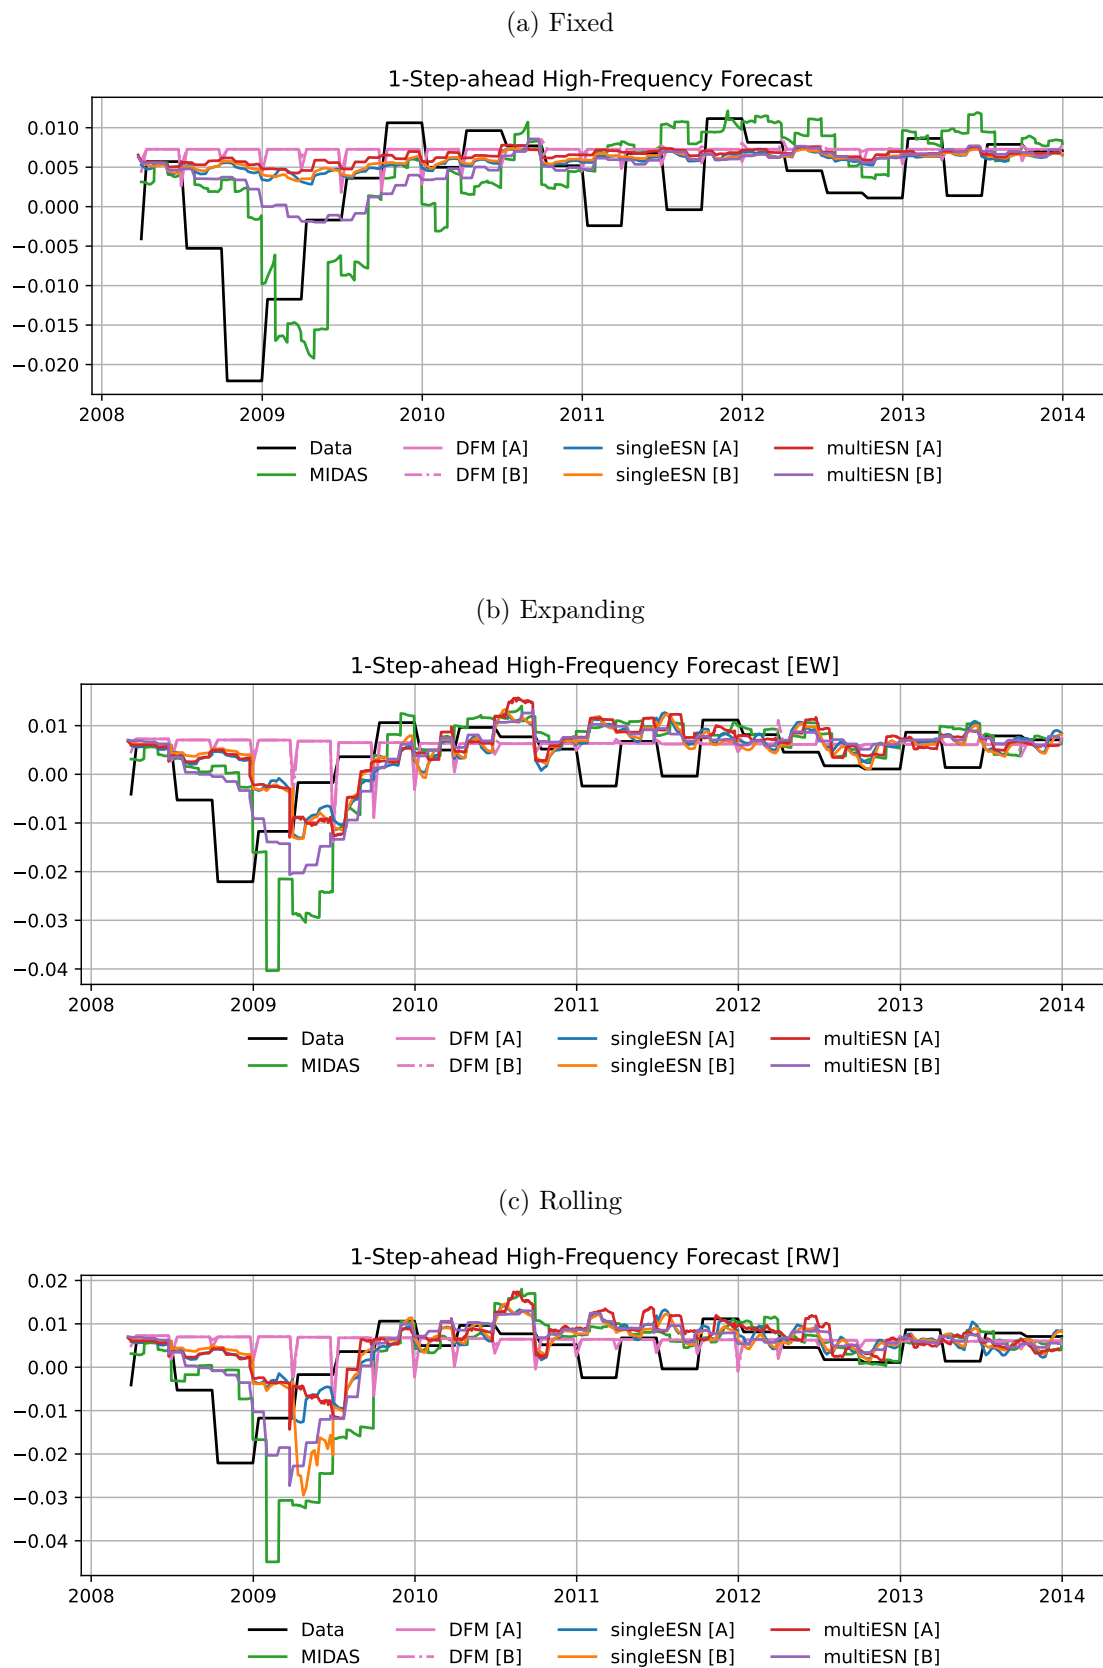 (a) Fixed
1-Step-ahead High-Frequency Forecast
0.010
0.005
0.000
−0.005
−0.010
−0.015
−0.020
2008 2009 2010 2011 2012 2013 2014
Data DFM [A] singleESN [A] multiESN [A]
MIDAS DFM [B] singleESN [B] multiESN [B]
(b) Expanding
1-Step-ahead High-Frequency Forecast [EW]
0.01
0.00
−0.01
−0.02
−0.03
−0.04
2008 2009 2010 2011 2012 2013 2014
Data DFM [A] singleESN [A] multiESN [A]
MIDAS DFM [B] singleESN [B] multiESN [B]
(c) Rolling
1-Step-ahead High-Frequency Forecast [RW]
0.02
0.01
0.00
−0.01
−0.02
−0.03
−0.04
2008 2009 2010 2011 2012 2013 2014
Data DFM [A] singleESN [A] multiESN [A]
MIDAS DFM [B] singleESN [B] multiESN [B]